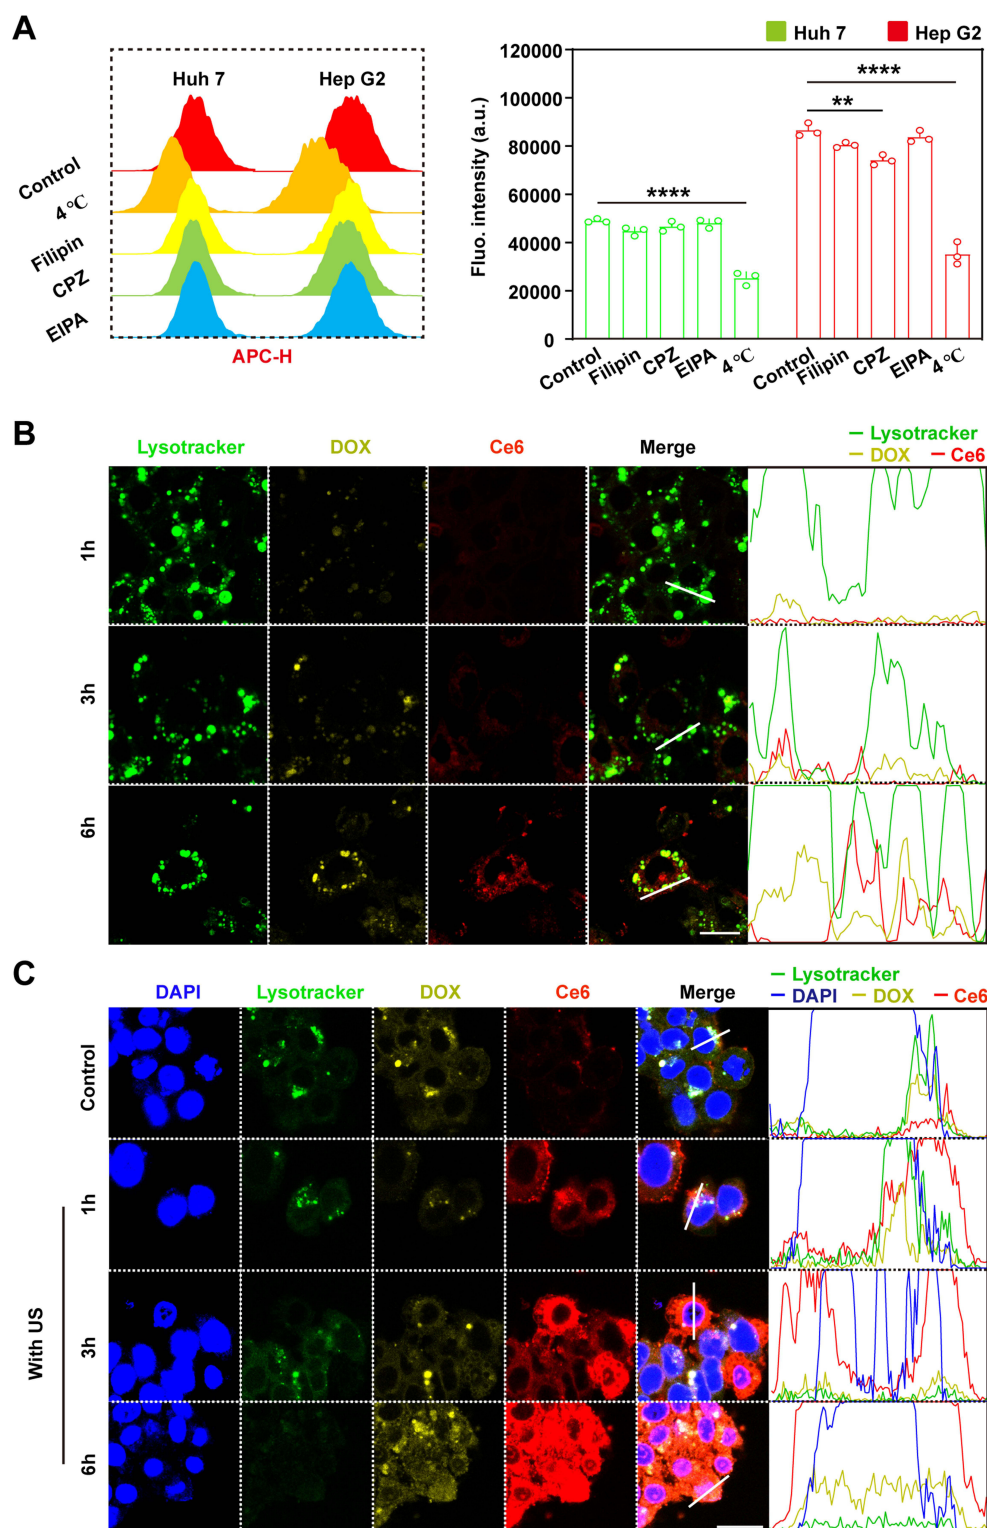 A
Huh 7
Hep G2
Control
4℃
Filipin
CPZ
EIPA
APC-H
Huh 7
Hep G2
Fluo. intensity (a.u.)
120000
100000
80000
60000
40000
20000
0
****
**
****
Control
Filipin
CPZ
EIPA
4℃
Control
Filipin
CPZ
EIPA
4℃
B
Lysotracker
DOX
Ce6
Merge
Lysotracker
DOX
Ce6
1h
3h
6h
C
DAPI
Lysotracker
DOX
Ce6
Merge
Lysotracker
DAPI
DOX
Ce6
Control
With US
1h
3h
6h